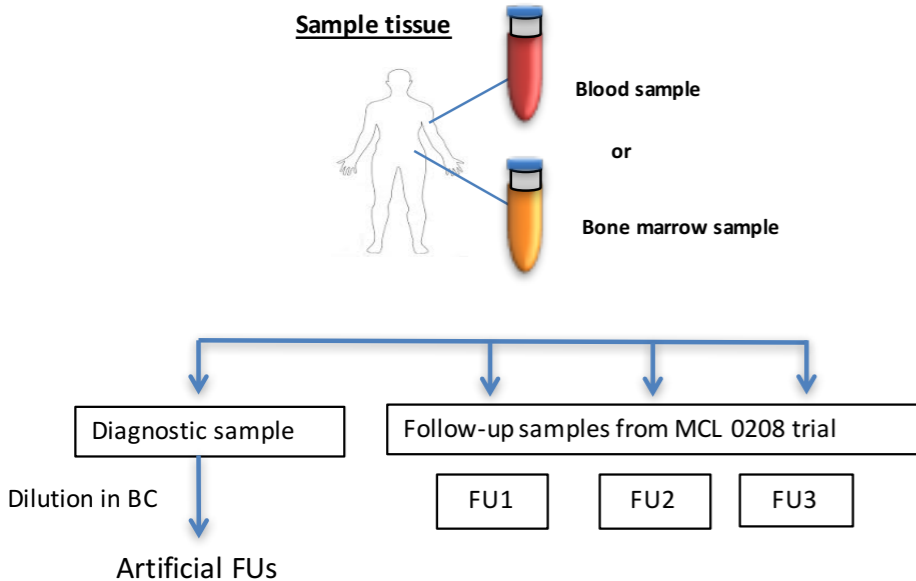 Sample tissue
Blood sample
or
Bone marrow sample
Diagnostic sample
Follow-up samples from MCL 0208 trial
FU1
FU2
FU3
Dilution in BC
Artificial FUs